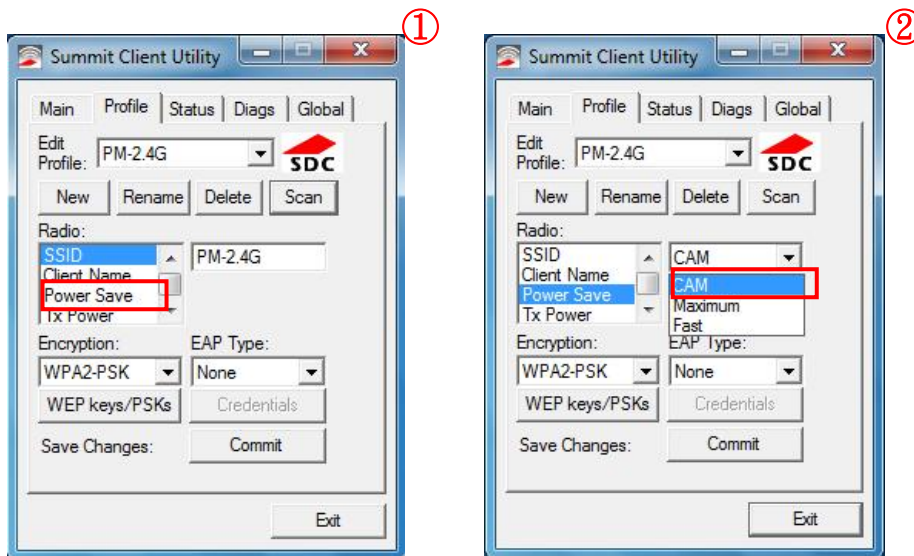 ①
Summit Client Utility
Main Profile Status Diags Global
Edit
Profile: PM-2.4G
SDC
New Rename Delete Scan
Radio:
SSID PM-2.4G
Client Name
Power Save
Tx Power
Encryption: EAP Type:
WPA2-PSK None
WEP keys/PSKs Credentials
Save Changes: Commit
Exit
②
Summit Client Utility
Main Profile Status Diags Global
Edit
Profile: PM-2.4G
SDC
New Rename Delete Scan
Radio:
SSID CAM
Client Name CAM
Power Save Maximum
Tx Power Fast
Encryption: EAP Type:
WPA2-PSK None
WEP keys/PSKs Credentials
Save Changes: Commit
Exit